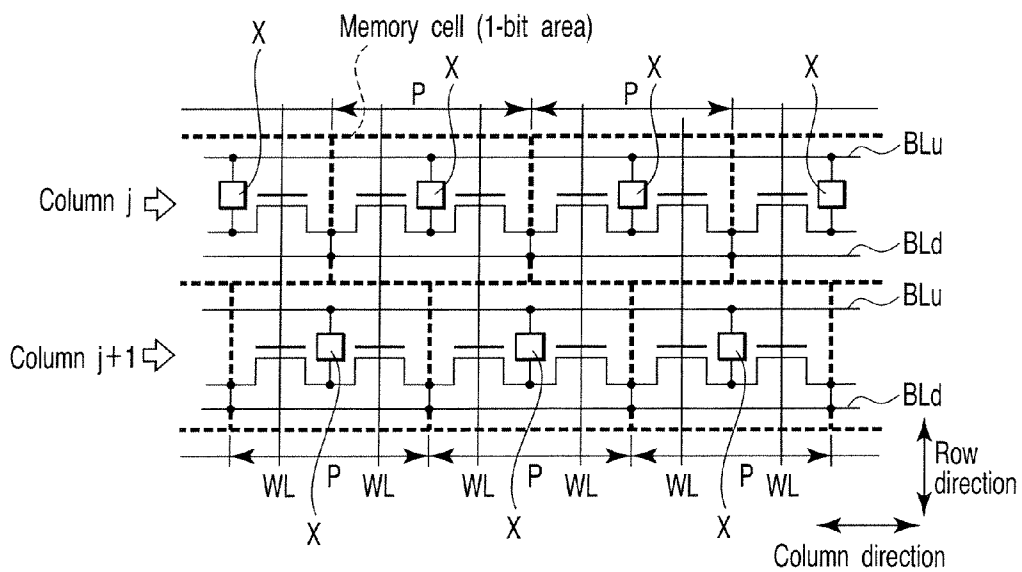 X
Memory cell (1-bit area)
X
X
X
P
P
BLu
Column j
BLd
BLu
Column j+1
BLd
P
P
P
WL
WL
WL
WL
WL
WL
X
X
X
Row
direction
Column direction